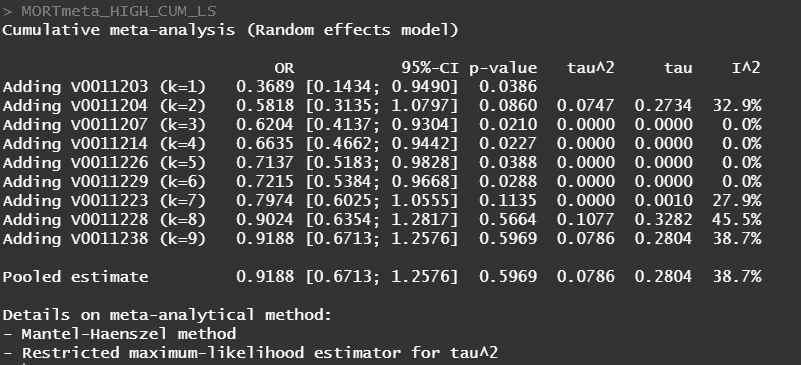 > MORTmeta_HIGH_CUM_LS
Cumulative meta-analysis (Random effects model)
OR 95%-CI p-value tau^2 tau I^2
Adding v0011203 (k=1) 0.3689 [0.1434; 0.9490] 0.0386
Adding v0011204 (k=2) 0.5818 [0.3135; 1.0797] 0.0860 0.0747 0.2734 32.9%
Adding v0011207 (k=3) 0.6204 [0.4137; 0.9304] 0.0210 0.0000 0.0000 0.0%
Adding v0011214 (k=4) 0.6635 [0.4662; 0.9442] 0.0227 0.0000 0.0000 0.0%
Adding v0011226 (k=5) 0.7137 [0.5183; 0.9828] 0.0388 0.0000 0.0000 0.0%
Adding v0011229 (k=6) 0.7215 [0.5384; 0.9668] 0.0288 0.0000 0.0000 0.0%
Adding v0011223 (k=7) 0.7974 [0.6025; 1.0555] 0.1135 0.0000 0.0010 27.9%
Adding v0011228 (k=8) 0.9024 [0.6354; 1.2817] 0.5664 0.1077 0.3282 45.5%
Adding v0011238 (k=9) 0.9188 [0.6713; 1.2576] 0.5969 0.0786 0.2804 38.7%
Pooled estimate 0.9188 [0.6713; 1.2576] 0.5969 0.0786 0.2804 38.7%
Details on meta-analytical method:
- Mantel-Haenszel method
- Restricted maximum-likelihood estimator for tau^2